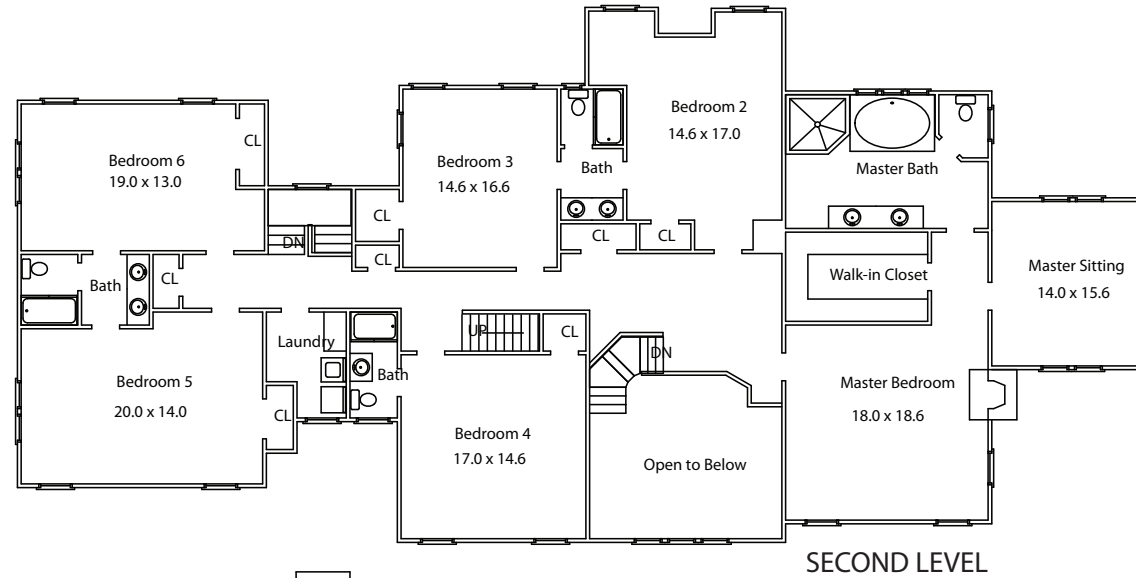 Bedroom 2
14.6 x 17.0
Bedroom 6
19.0 x 13.0
CL
Bedroom 3
14.6 x 16.6
Bath
Master Bath
CL
DN
CL
CL
CL
CL
Bath
CL
Walk-in Closet
Master Sitting
14.0 x 15.6
Laundry
UP
CL
DN
Bath
Bedroom 5
20.0 x 14.0
CL
Master Bedroom
18.0 x 18.6
Bedroom 4
17.0 x 14.6
Open to Below
SECOND LEVEL